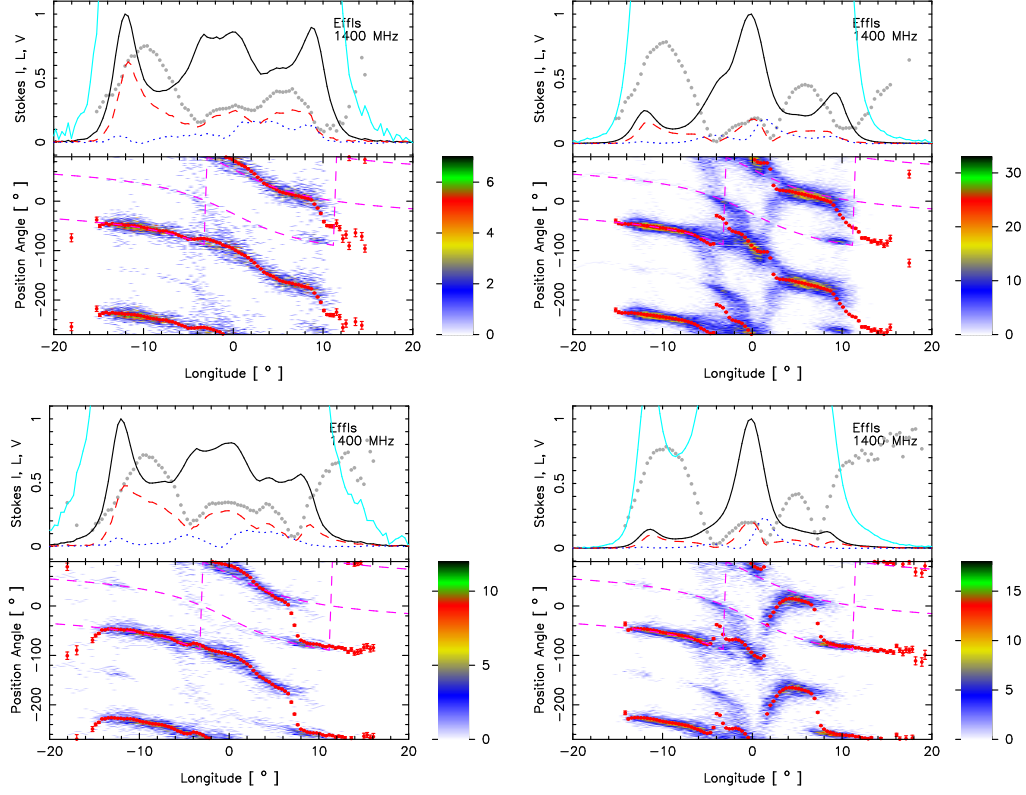 Effls
1400 MHz
Stokes I, L, V
0
0.5
1
Position Angle [ ° ]
0
−100
−200
−20
−10
0
10
20
Longitude [ ° ]
0
2
4
6
Effls
1400 MHz
Stokes I, L, V
0
0.5
1
Position Angle [ ° ]
0
−100
−200
−20
−10
0
10
20
Longitude [ ° ]
0
10
20
30
Effls
1400 MHz
Stokes I, L, V
0
0.5
1
Position Angle [ ° ]
0
−100
−200
−20
−10
0
10
20
Longitude [ ° ]
0
5
10
Effls
1400 MHz
Stokes I, L, V
0
0.5
1
Position Angle [ ° ]
0
−100
−200
−20
−10
0
10
20
Longitude [ ° ]
0
5
10
15